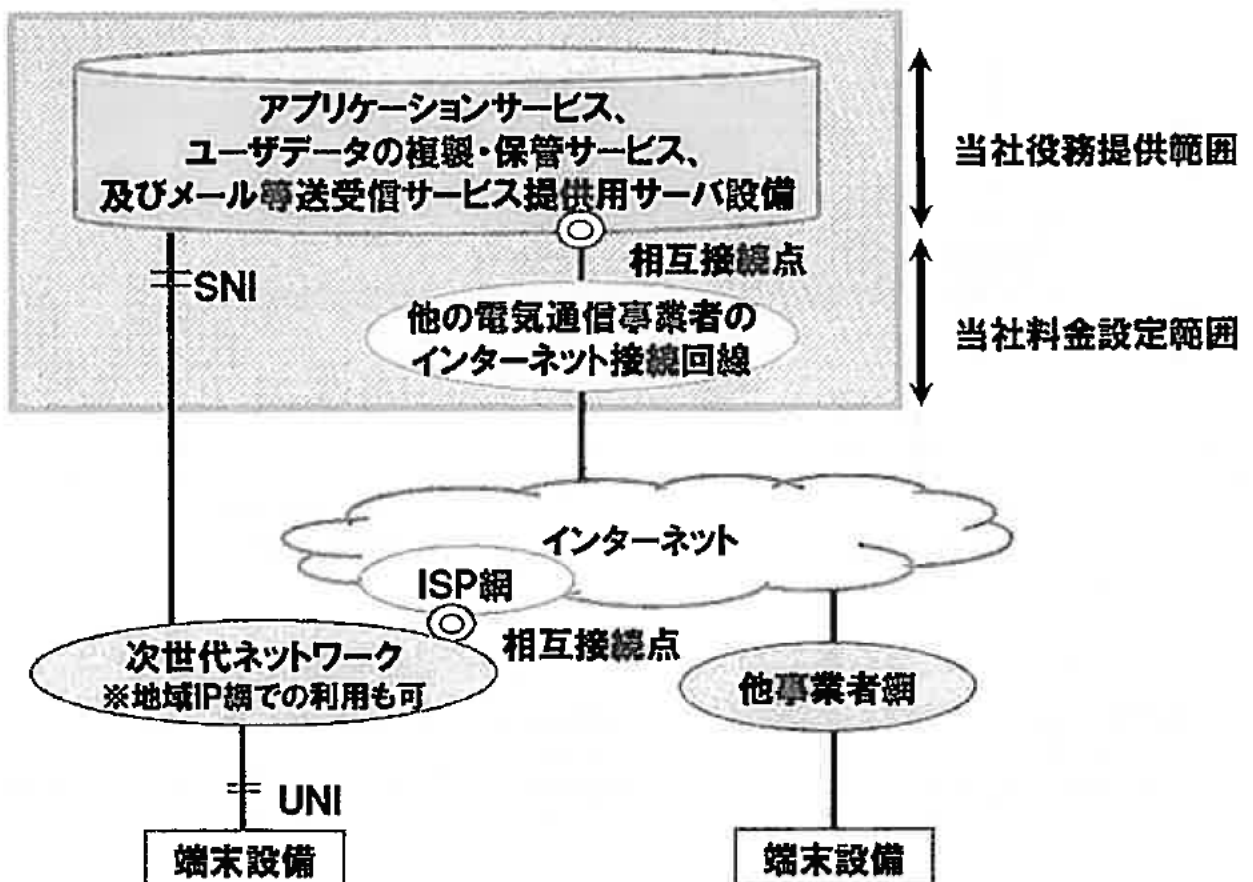 アプリケーションサービス、
ユーザデータの複製・保管サービス、
及びメール等送受信サービス提供用サーバ設備
当社役務提供範囲
相互接続点
SNI
他の電気通信事業者の
インターネット接続回線
当社料金設定範囲
インターネット
ISP網
相互接続点
次世代ネットワーク
※地域IP網での利用も可
他事業者網
UNI
端末設備
端末設備